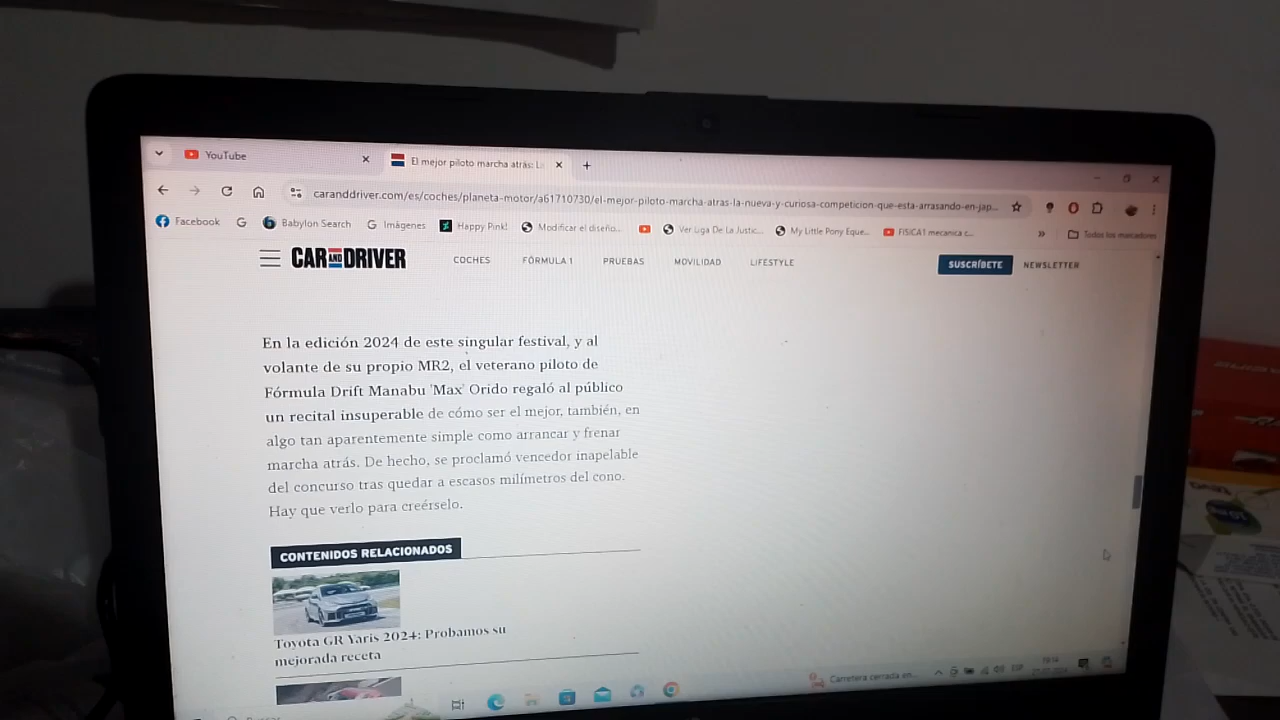 YouTube
El mejor piloto marcha atrás: L
caranddriver.com/es/coches/planeta-motor/a61710730/el-mejor-piloto-marcha-atras-la-nueva-y-curiosa-competicion-que-esta-arrasando-en-jap...
Facebook
Babylon Search
Imágenes
Happy Pink!
Modificar el diseño...
Ver Liga De La Justic...
My Little Pony Eque...
FISICA1 mecanica c...
»
Todos los marcadores
CAR AND DRIVER
COCHES
FÓRMULA 1
PRUEBAS
MOVILIDAD
LIFESTYLE
SUSCRÍBETE
NEWSLETTER
En la edición 2024 de este singular festival, y al
volante de su propio MR2, el veterano piloto de
Fórmula Drift Manabu 'Max' Orido regaló al público
un recital insuperable de cómo ser el mejor, también, en
algo tan aparentemente simple como arrancar y frenar
marcha atrás. De hecho, se proclamó vencedor inapelable
del concurso tras quedar a escasos milímetros del cono.
Hay que verlo para creérselo.
CONTENIDOS RELACIONADOS
Toyota GR Yaris 2024: Probamos su
mejorada receta
Carretera cerrada en...
ESP